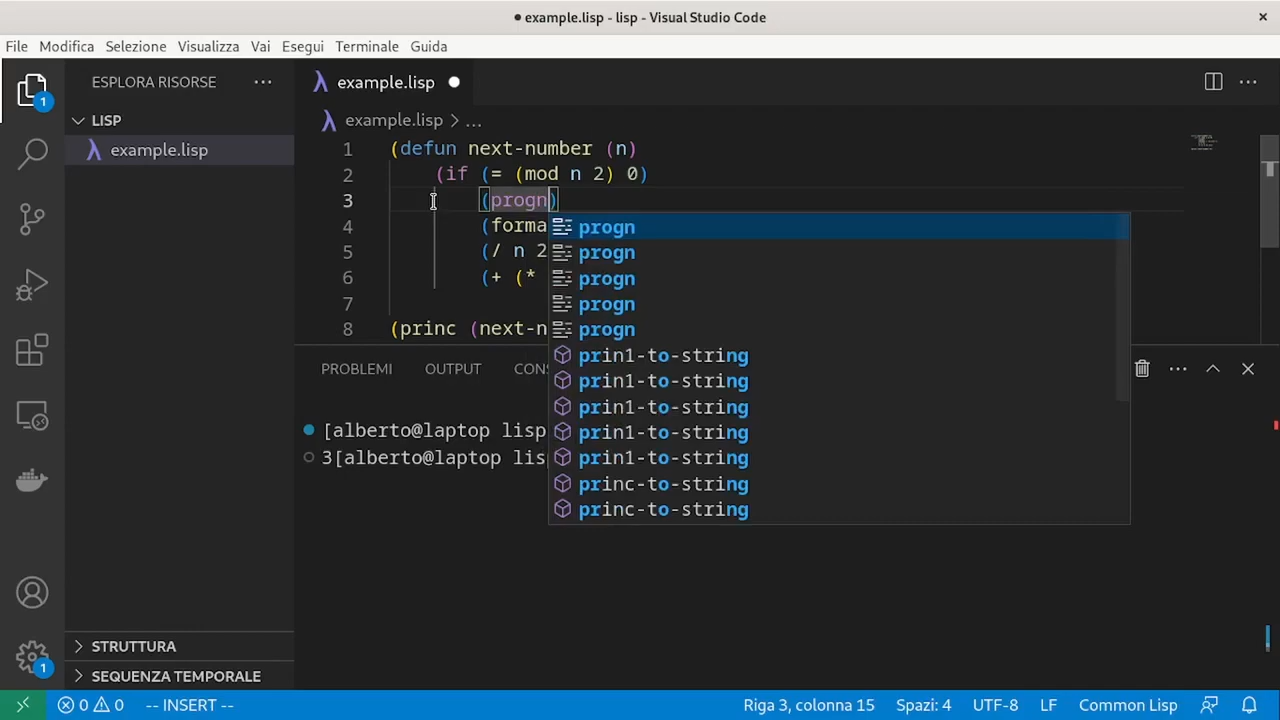 example.lisp - lisp - Visual Studio Code
File Modifica Selezione Visualizza Vai Esegui Terminale Guida
ESPLORA RISORSE
LISP
example.lisp
STRUTTURA
SEQUENZA TEMPORALE
1
1
example.lisp
example.lisp > ...
1 (defun next-number (n)
2 (if (= (mod n 2) 0)
3 (progn)
4 (forma
5 (/ n 2
6 (+ (*
7
8 (princ (next-n
progn
progn
progn
progn
progn
prin1-to-string
prin1-to-string
prin1-to-string
prin1-to-string
prin1-to-string
princ-to-string
princ-to-string
PROBLEMI OUTPUT CONS
[alberto@laptop lisp
3[alberto@laptop lisp
0 0 -- INSERT -- Riga 3, colonna 15 Spazi: 4 UTF-8 LF Common Lisp